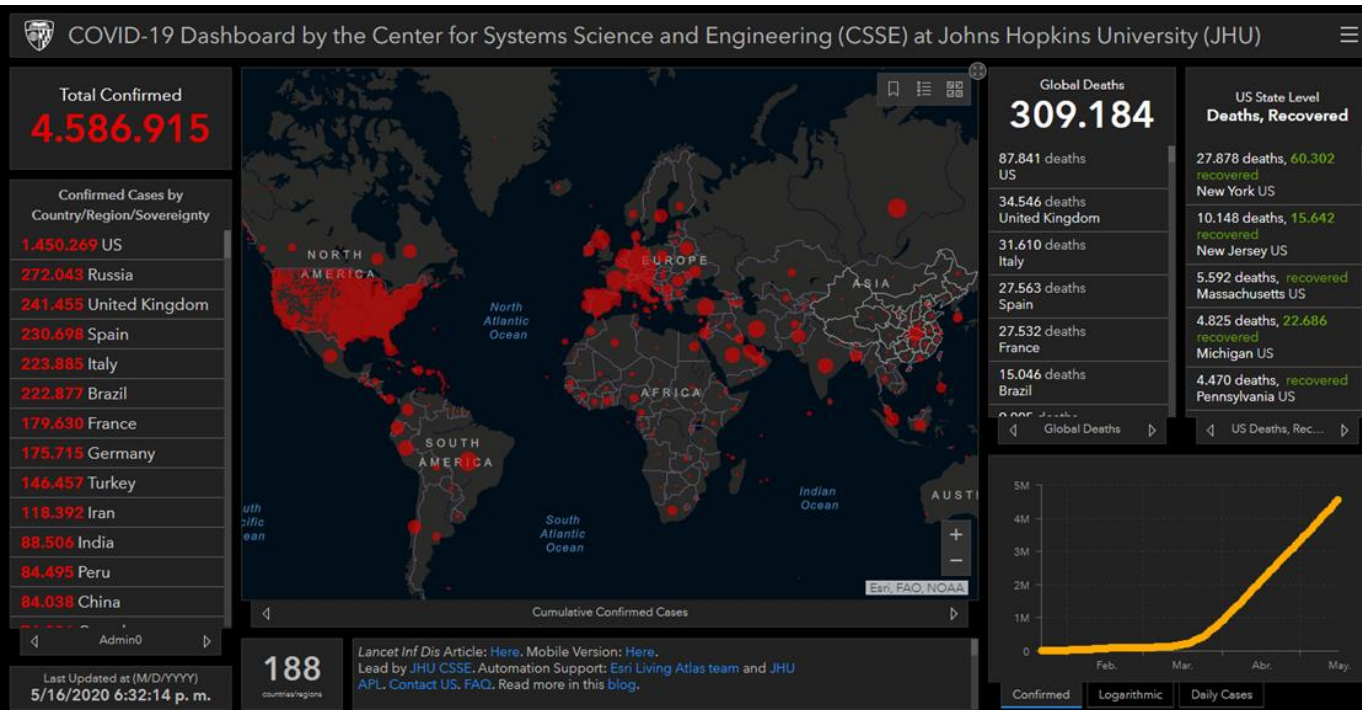 COVID-19 Dashboard by the Center for Systems Science and Engineering (CSSE) at Johns Hopkins University (JHU)
Total Confirmed
4.586.915
Confirmed Cases by
Country/Region/Sovereignty
1.450.269 US
272.043 Russia
241.455 United Kingdom
230.698 Spain
223.885 Italy
222.877 Brazil
179.630 France
175.715 Germany
146.457 Turkey
118.392 Iran
88.506 India
84.495 Peru
84.038 China
Admin0
Last Updated at (M/D/YYYY)
5/16/2020 6:32:14 p. m.
NORTH
AMERICA
North
Atlantic
Ocean
EUROPE
ASIA
AFRICA
SOUTH
AMERICA
uth
cific
ean
South
Atlantic
Ocean
Indian
Ocean
AUST
+
−
Esri, FAO, NOAA
Cumulative Confirmed Cases
188
countries/regions
Lancet Inf Dis Article: Here. Mobile Version: Here.
Lead by JHU CSSE. Automation Support: Esri Living Atlas team and JHU
APL. Contact US. FAQ. Read more in this blog.
Global Deaths
309.184
87.841 deaths
US
34.546 deaths
United Kingdom
31.610 deaths
Italy
27.563 deaths
Spain
27.532 deaths
France
15.046 deaths
Brazil
Global Deaths
US State Level
Deaths, Recovered
27.878 deaths, 60.302
recovered
New York US
10.148 deaths, 15.642
recovered
New Jersey US
5.592 deaths, recovered
Massachusetts US
4.825 deaths, 22.686
recovered
Michigan US
4.470 deaths, recovered
Pennsylvania US
US Deaths, Rec...
5M
4M
3M
2M
1M
0
Feb. Mar. Abr. May.
Confirmed Logarithmic Daily Cases